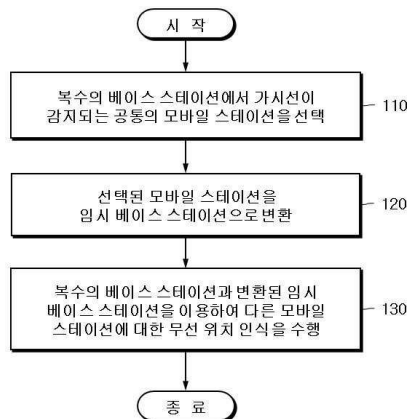 시 작
복수의 베이스 스테이션에서 가시선이
감지되는 공통의 모바일 스테이션을 선택
110
선택된 모바일 스테이션을
임시 베이스 스테이션으로 변환
120
복수의 베이스 스테이션과 변환된 임시
베이스 스테이션을 이용하여 다른 모바일
스테이션에 대한 무선 위치 인식을 수행
130
종 료